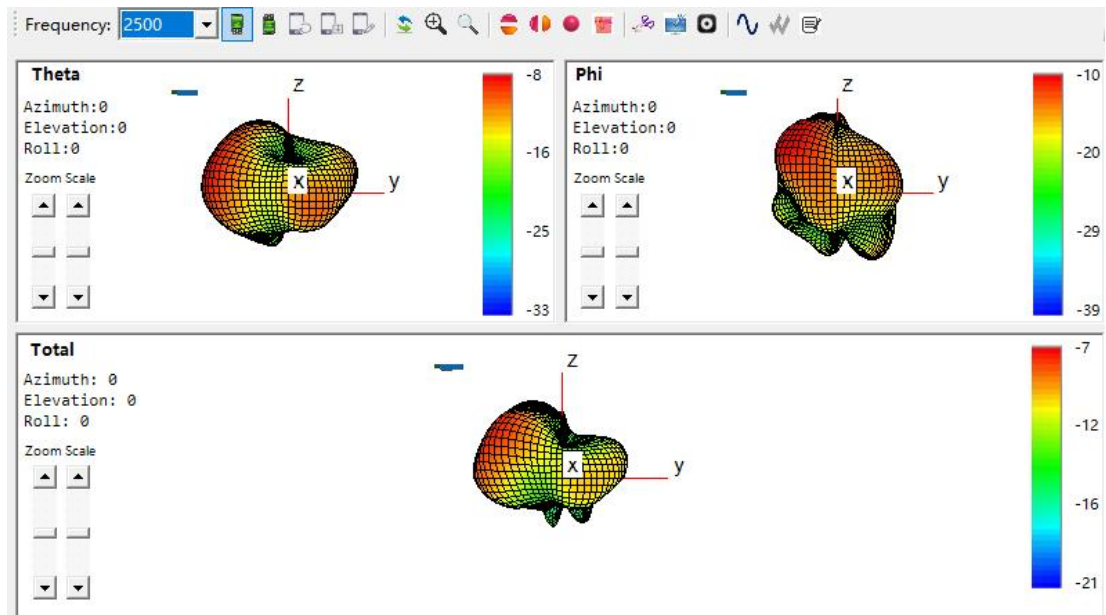 Frequency: 2500
Theta
Azimuth:0
Elevation:0
Roll:0
Zoom Scale
z
y
x
-8
-16
-25
-33
Phi
Azimuth:0
Elevation:0
Roll:0
Zoom Scale
z
y
x
-10
-20
-29
-39
Total
Azimuth: 0
Elevation: 0
Roll: 0
Zoom Scale
z
y
x
-7
-12
-16
-21